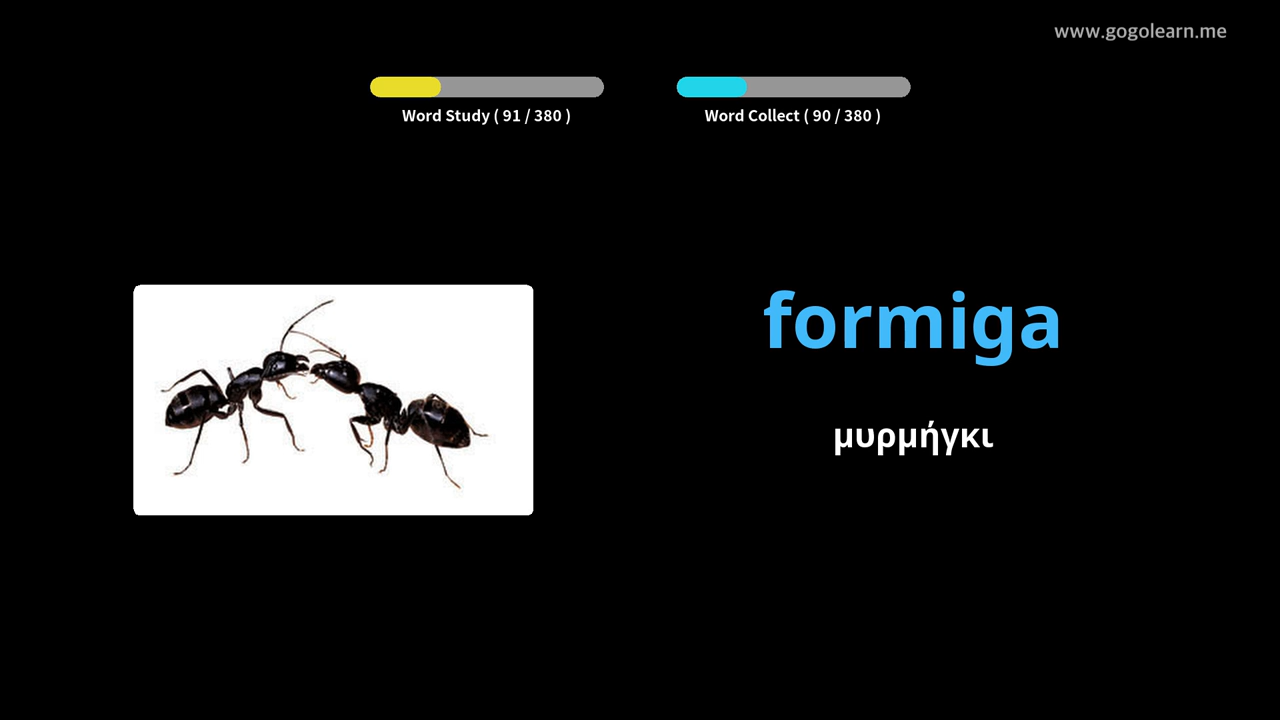 www.gogolearn.me
Word Study ( 91 / 380 )
Word Collect ( 90 / 380 )
formiga
μυρμήγκι